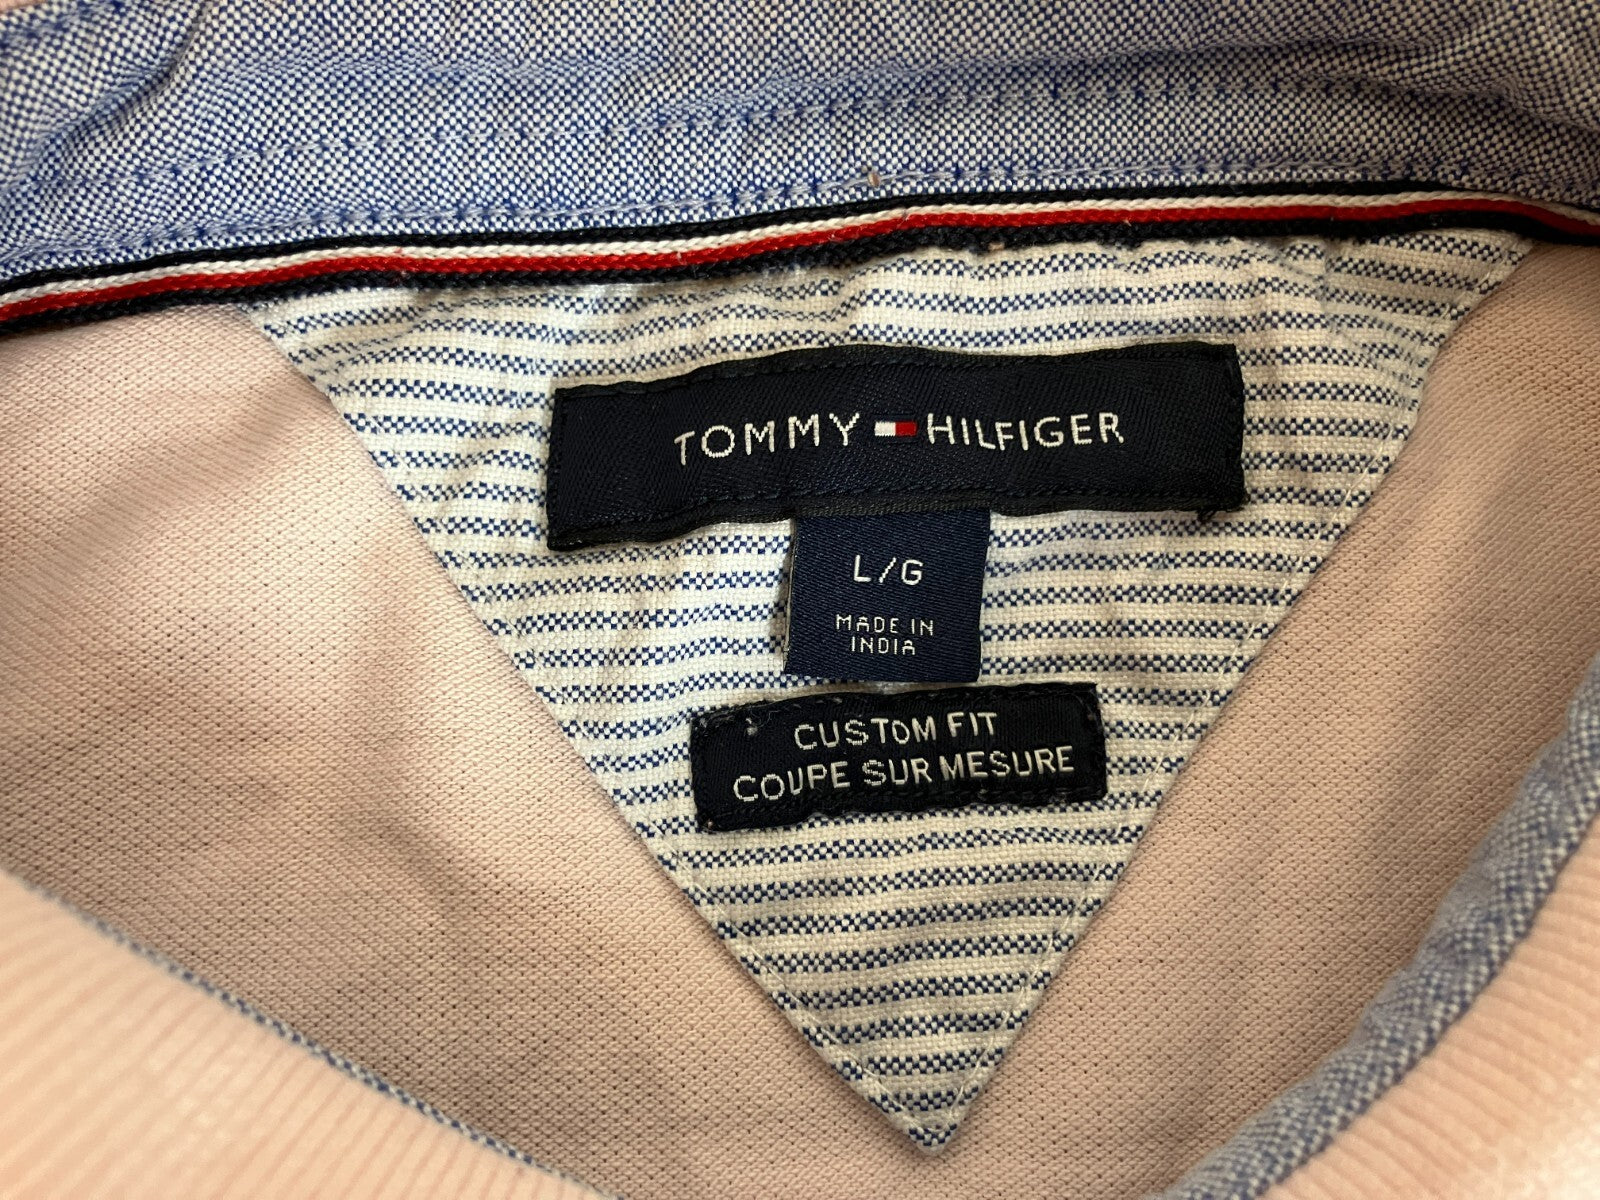 TOMMY HILFIGER
L/G
MADE IN
INDIA
CUSTOM FIT
COUPE SUR MESURE